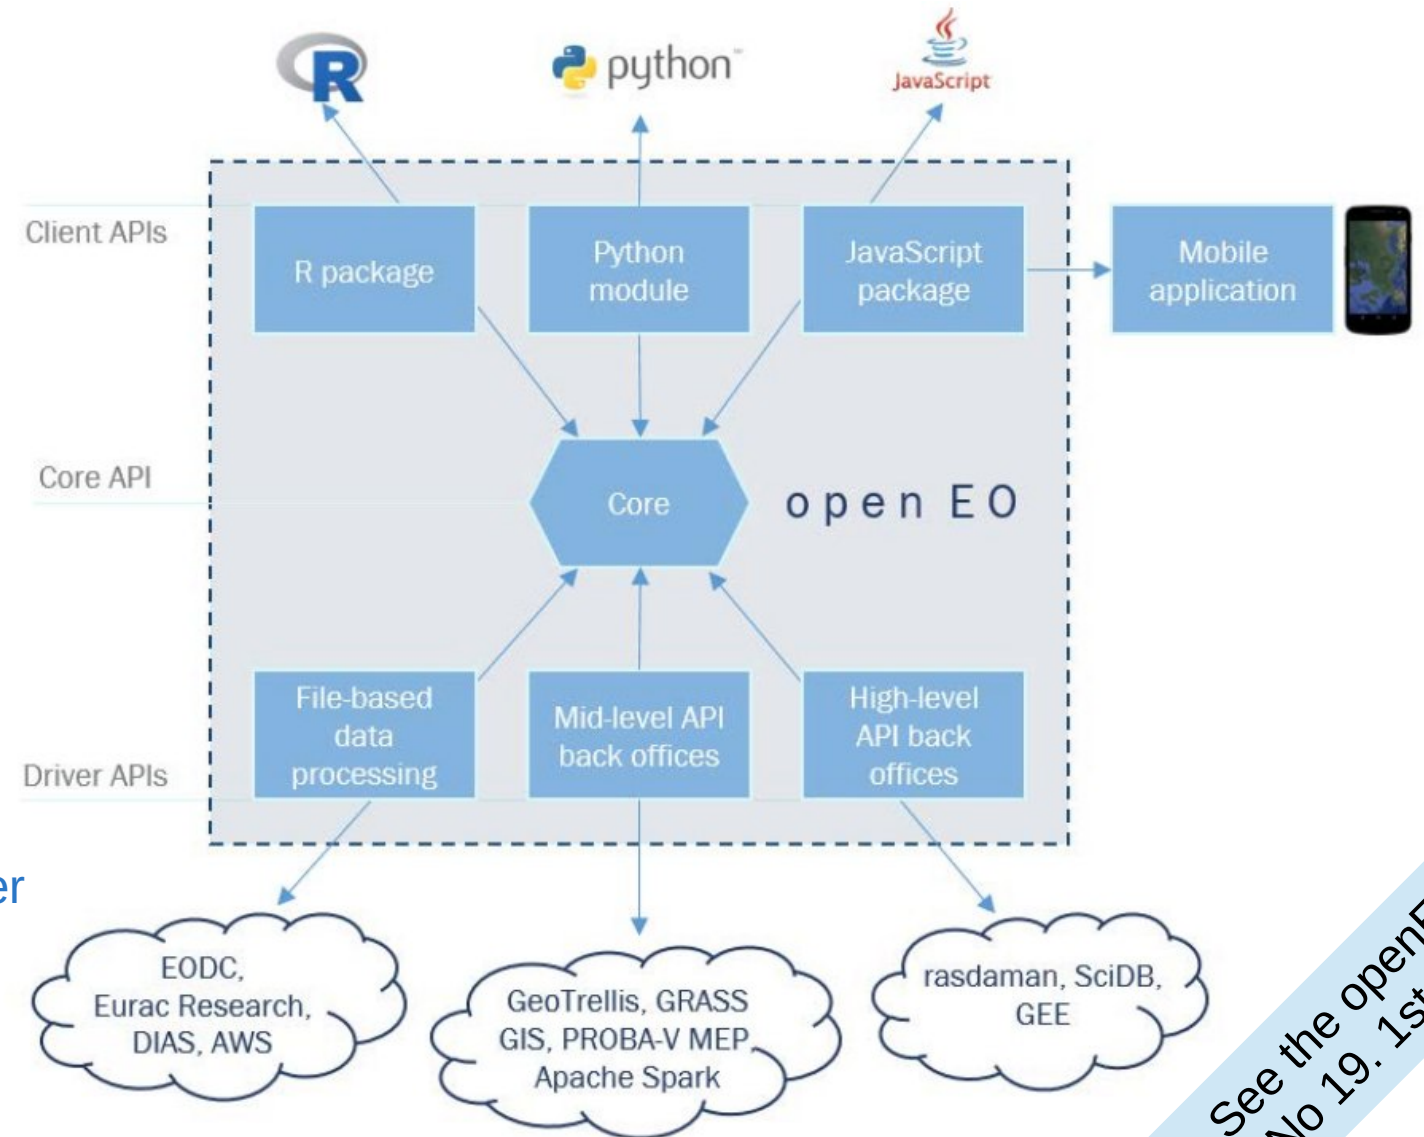 R
python™
JavaScript
Client APIs
R package
Python
module
JavaScript
package
Mobile
application
Core API
Core
open EO
Driver APIs
File-based
data
processing
Mid-level API
back offices
High-level
API back
offices
er
EODC,
Eurac Research,
DIAS, AWS
GeoTrellis, GRASS
GIS, PROBA-V MEP,
Apache Spark
rasdaman, SciDB,
GEE
See the openE
No 19. 1st